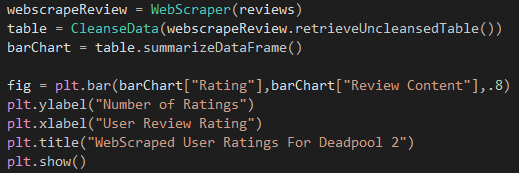 webscrapeReview = WebScraper(reviews)
table = CleanseData(webscrapeReview.retrieveUncleansedTable())
barChart = table.summarizeDataFrame()
fig = plt.bar(barChart["Rating"],barChart["Review Content"],.8)
plt.ylabel("Number of Ratings")
plt.xlabel("User Review Rating")
plt.title("WebScraped User Ratings For Deadpool 2")
plt.show()